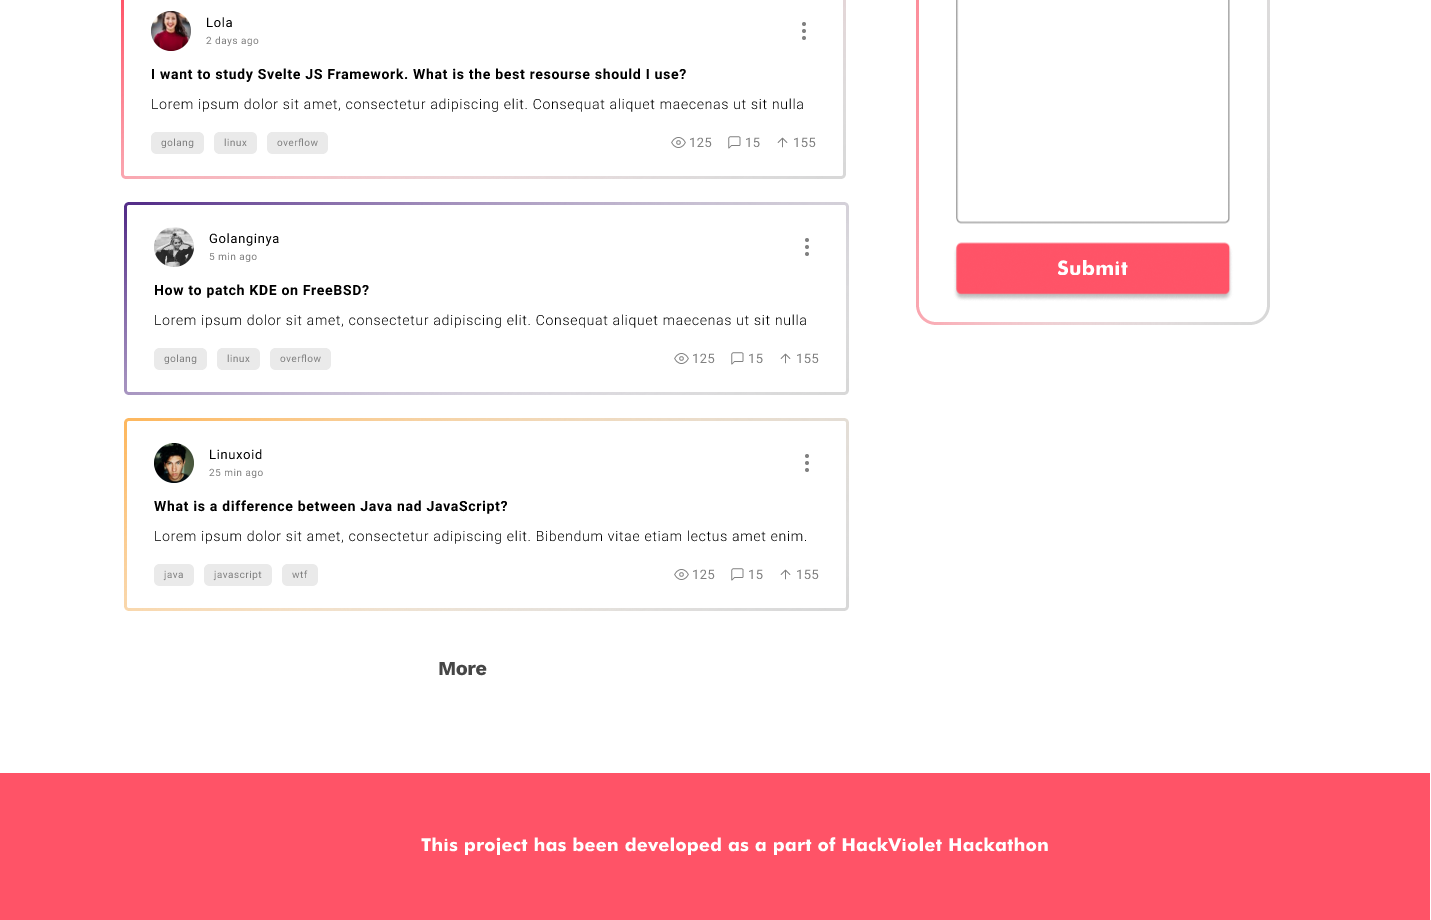 Lola
2 days ago
I want to study Svelte JS Framework. What is the best resourse should I use?
Lorem ipsum dolor sit amet, consectetur adipiscing elit. Consequat aliquet maecenas ut sit nulla
golang linux overflow 125 15 155
Golanginya
5 min ago
How to patch KDE on FreeBSD?
Lorem ipsum dolor sit amet, consectetur adipiscing elit. Consequat aliquet maecenas ut sit nulla
golang linux overflow 125 15 155
Submit
Linuxoid
25 min ago
What is a difference between Java nad JavaScript?
Lorem ipsum dolor sit amet, consectetur adipiscing elit. Bibendum vitae etiam lectus amet enim.
java javascript wtf 125 15 155
More
This project has been developed as a part of HackViolet Hackathon